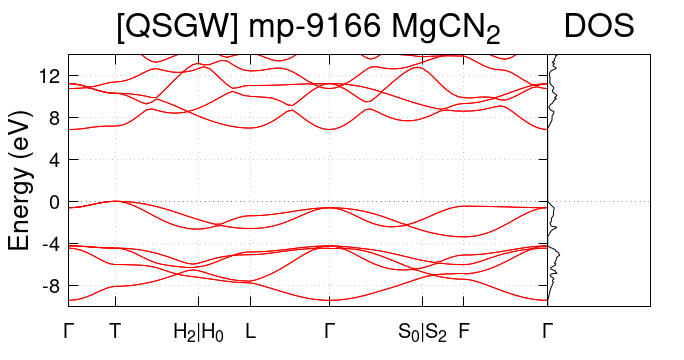 [QSGW] mp-9166 MgCN₂ DOS
Energy (eV)
12
8
4
0
-4
-8
Γ T H₂|H₀ L Γ S₀|S₂ F Γ